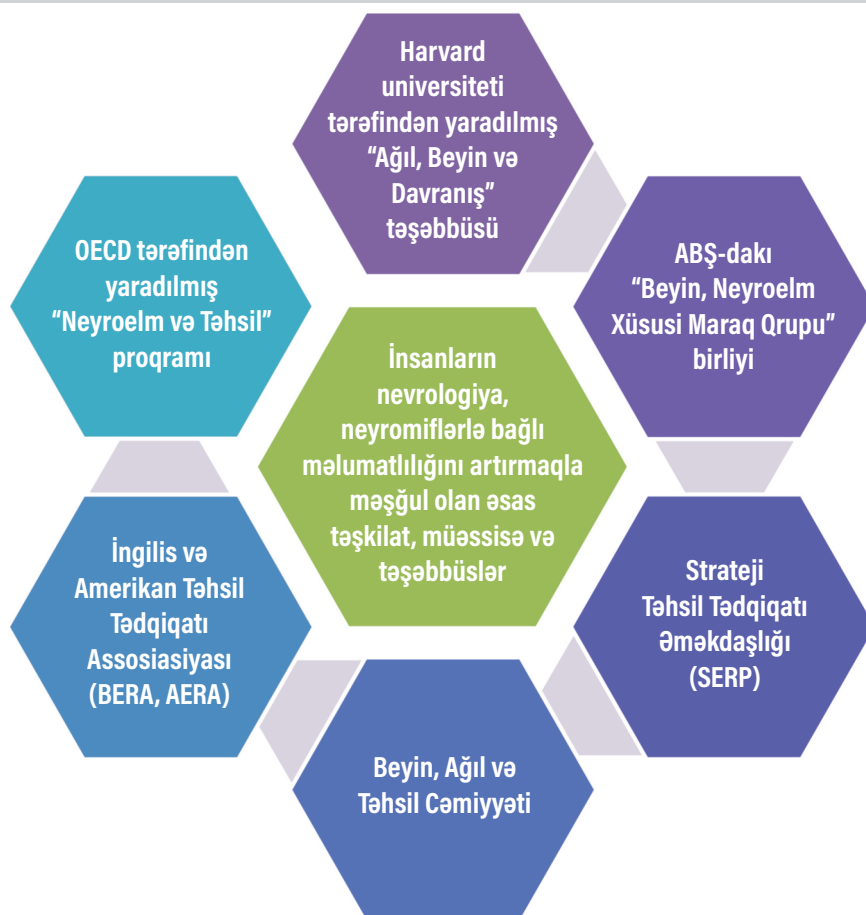 Harvard
universiteti
tərəfindən yaradılmış
“Ağıl, Beyin və
Davranış”
təşəbbüsü
ABŞ-dakı
“Beyin, Neyroelm
Xüsusi Maraq Qrupu”
birliyi
Strateji
Təhsil Tədqiqatı
Əməkdaşlığı
(SERP)
Beyin, Ağıl və
Təhsil Cəmiyyəti
İngilis və
Amerikan Təhsil
Tədqiqatı
Assosiasiyası
(BERA, AERA)
OECD tərəfindən
yaradılmış
“Neyroelm və Təhsil”
proqramı
İnsanların
nevrologiya,
neyromiflərlə bağlı
məlumatlılığını artırmaqla
məşğul olan əsas
təşkilat, müəssisə və
təşəbbüslər